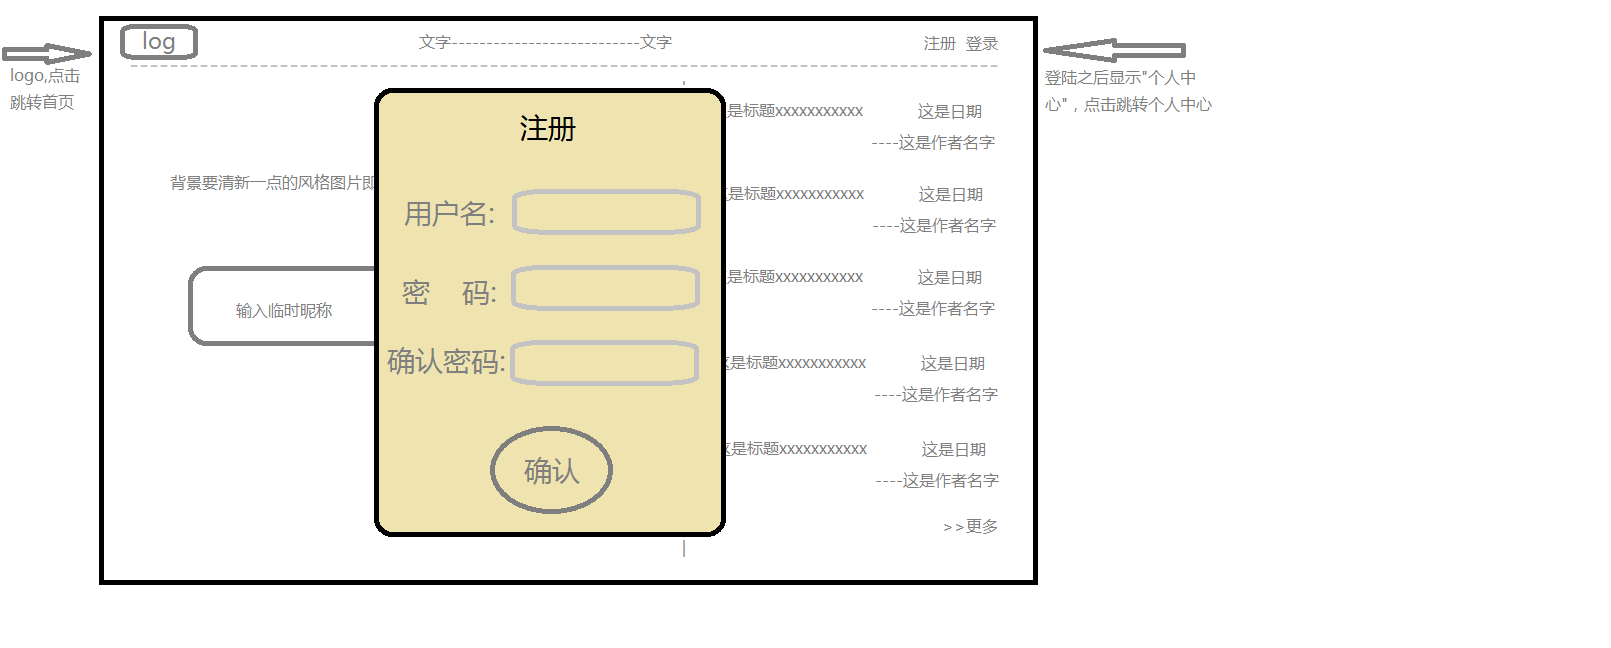 log
文字---------------------------文字
注册 登录
logo,点击
跳转首页
登陆之后显示"个人中
心"，点击跳转个人中心
背景要清新一点的风格图片即
输入临时昵称
注册
用户名:
密 码:
确认密码:
确认
是标题xxxxxxxxxxx 这是日期
----这是作者名字
是标题xxxxxxxxxxx 这是日期
----这是作者名字
是标题xxxxxxxxxxx 这是日期
----这是作者名字
这是标题xxxxxxxxxxx 这是日期
----这是作者名字
这是标题xxxxxxxxxxx 这是日期
----这是作者名字
>>更多